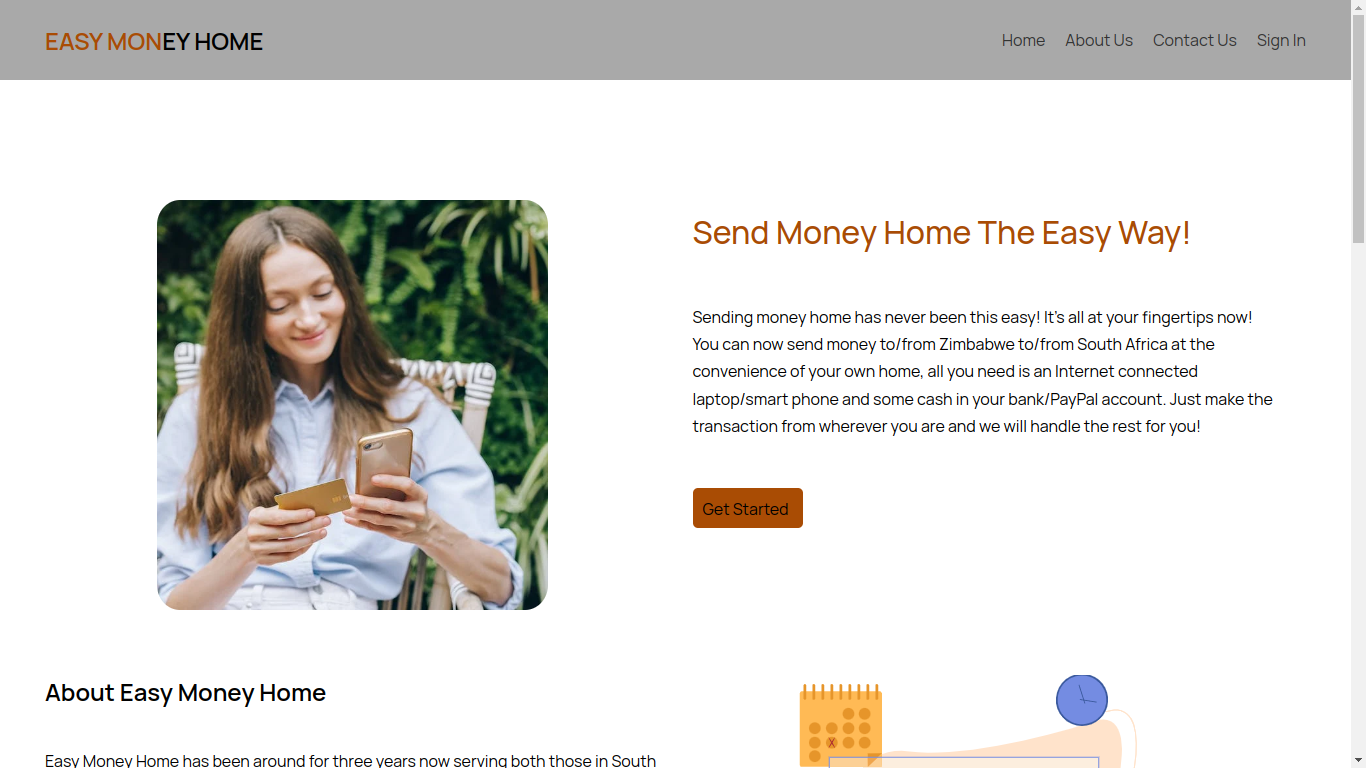 EASY MONEY HOME
Home About Us Contact Us Sign In
Send Money Home The Easy Way!
Sending money home has never been this easy! It's all at your fingertips now!
You can now send money to/from Zimbabwe to/from South Africa at the
convenience of your own home, all you need is an Internet connected
laptop/smart phone and some cash in your bank/PayPal account. Just make the
transaction from wherever you are and we will handle the rest for you!
Get Started
About Easy Money Home
X
Easy Money Home has been around for three years now serving both those in South